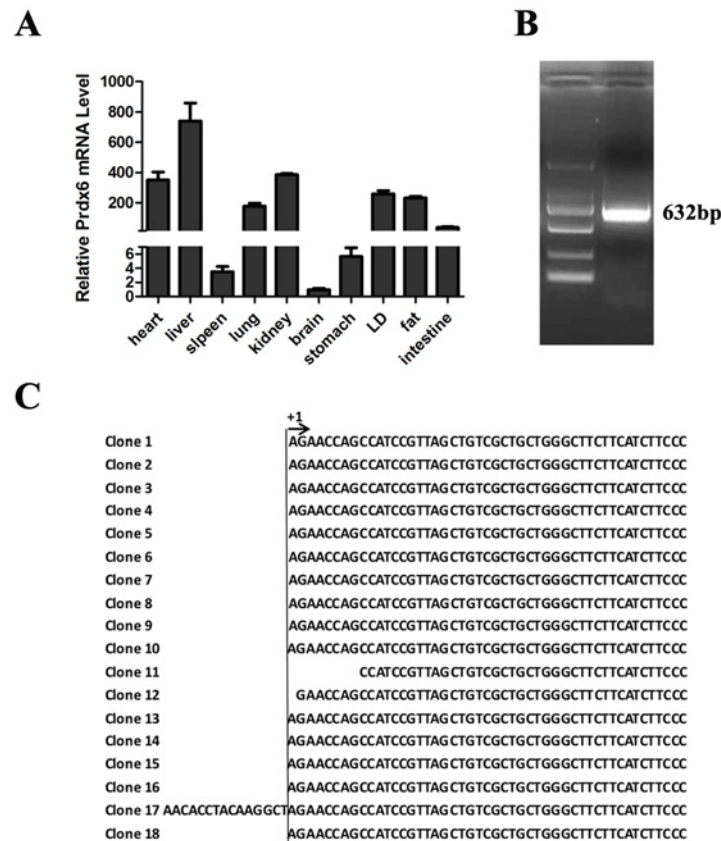 A
B
Relative Prdx6 mRNA Level
1000
800
600
400
200
6
4
2
0
heart
liver
slpeen
lung
kidney
brain
stomach
LD
fat
intestine
632bp
C
+1
Clone 1 AGAACCAGCCATCCGTTAGCTGTCGCTGCTGGGCTTCTTCATCTTCCC
Clone 2 AGAACCAGCCATCCGTTAGCTGTCGCTGCTGGGCTTCTTCATCTTCCC
Clone 3 AGAACCAGCCATCCGTTAGCTGTCGCTGCTGGGCTTCTTCATCTTCCC
Clone 4 AGAACCAGCCATCCGTTAGCTGTCGCTGCTGGGCTTCTTCATCTTCCC
Clone 5 AGAACCAGCCATCCGTTAGCTGTCGCTGCTGGGCTTCTTCATCTTCCC
Clone 6 AGAACCAGCCATCCGTTAGCTGTCGCTGCTGGGCTTCTTCATCTTCCC
Clone 7 AGAACCAGCCATCCGTTAGCTGTCGCTGCTGGGCTTCTTCATCTTCCC
Clone 8 AGAACCAGCCATCCGTTAGCTGTCGCTGCTGGGCTTCTTCATCTTCCC
Clone 9 AGAACCAGCCATCCGTTAGCTGTCGCTGCTGGGCTTCTTCATCTTCCC
Clone 10 AGAACCAGCCATCCGTTAGCTGTCGCTGCTGGGCTTCTTCATCTTCCC
Clone 11 CCATCCGTTAGCTGTCGCTGCTGGGCTTCTTCATCTTCCC
Clone 12 GAACCAGCCATCCGTTAGCTGTCGCTGCTGGGCTTCTTCATCTTCCC
Clone 13 AGAACCAGCCATCCGTTAGCTGTCGCTGCTGGGCTTCTTCATCTTCCC
Clone 14 AGAACCAGCCATCCGTTAGCTGTCGCTGCTGGGCTTCTTCATCTTCCC
Clone 15 AGAACCAGCCATCCGTTAGCTGTCGCTGCTGGGCTTCTTCATCTTCCC
Clone 16 AGAACCAGCCATCCGTTAGCTGTCGCTGCTGGGCTTCTTCATCTTCCC
Clone 17 AACACCTACAAGGCTAGAACCAGCCATCCGTTAGCTGTCGCTGCTGGGCTTCTTCATCTTCCC
Clone 18 AGAACCAGCCATCCGTTAGCTGTCGCTGCTGGGCTTCTTCATCTTCCC